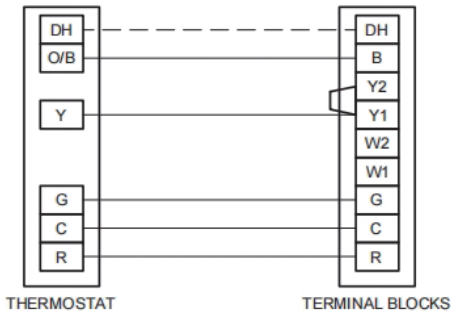 DH DH
O/B B
Y2
Y Y1
W2
W1
G G
C C
R R
THERMOSTAT TERMINAL BLOCKS